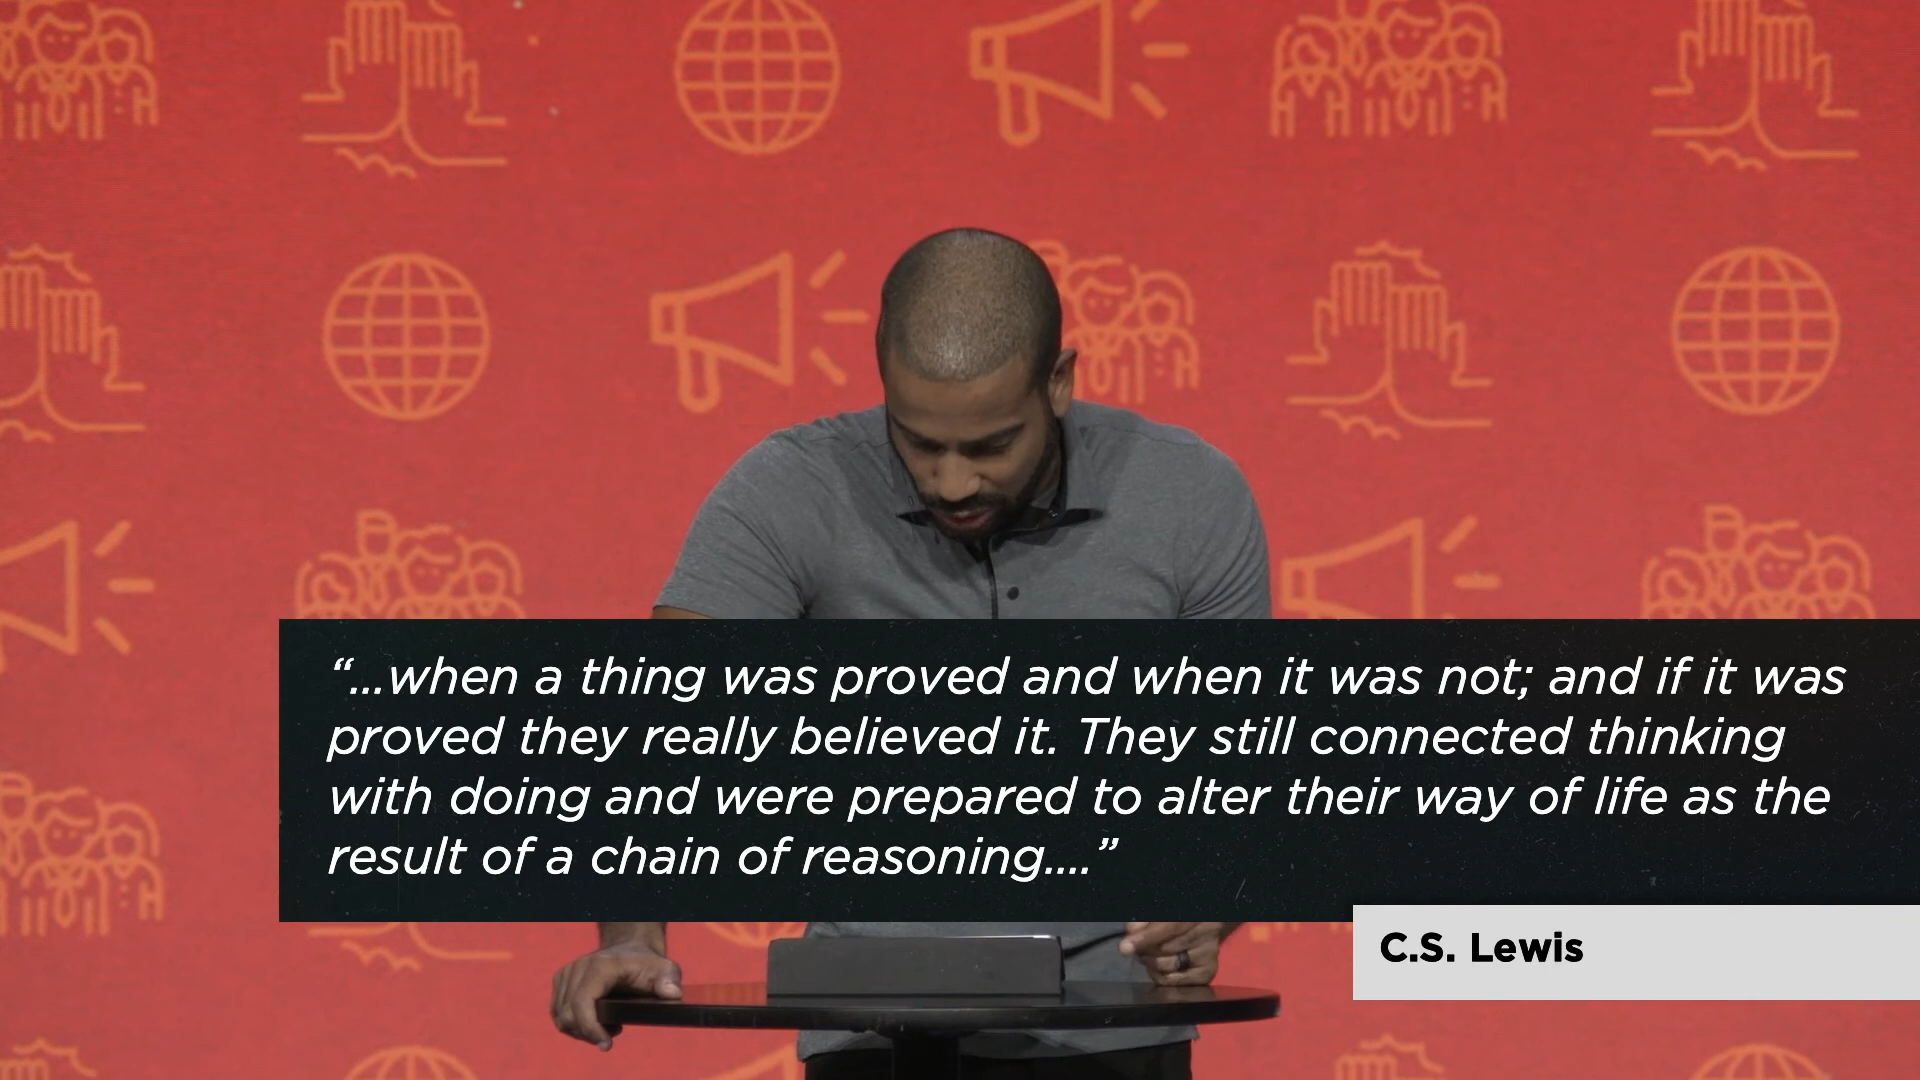 “...when a thing was proved and when it was not; and if it was
proved they really believed it. They still connected thinking
with doing and were prepared to alter their way of life as the
result of a chain of reasoning....”
C.S. Lewis